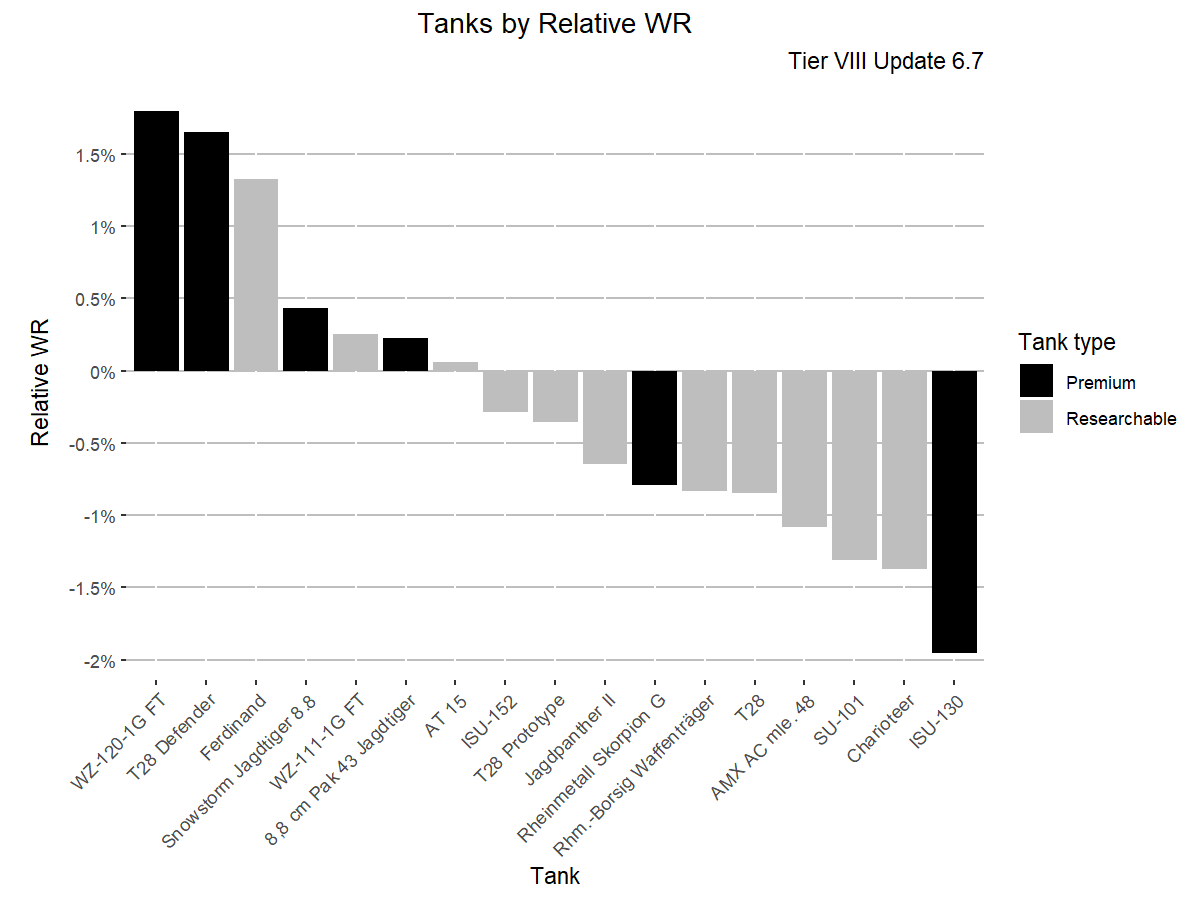 Tanks by Relative WR
Tier VIII Update 6.7
Relative WR
1.5%
1%
0.5%
0%
-0.5%
-1%
-1.5%
-2%
WZ-120-1G FT
T28 Defender
Ferdinand
Snowstorm Jagdtiger 8.8
WZ-111-1G FT
8,8 cm Pak 43 Jagdtiger
AT 15
ISU-152
T28 Prototype
Jagdpanther II
Rheinmetall Skorpion G
Rhm.-Borsig Waffenträger
T28
AMX AC mle. 48
SU-101
Charioteer
ISU-130
Tank
Tank type
Premium
Researchable